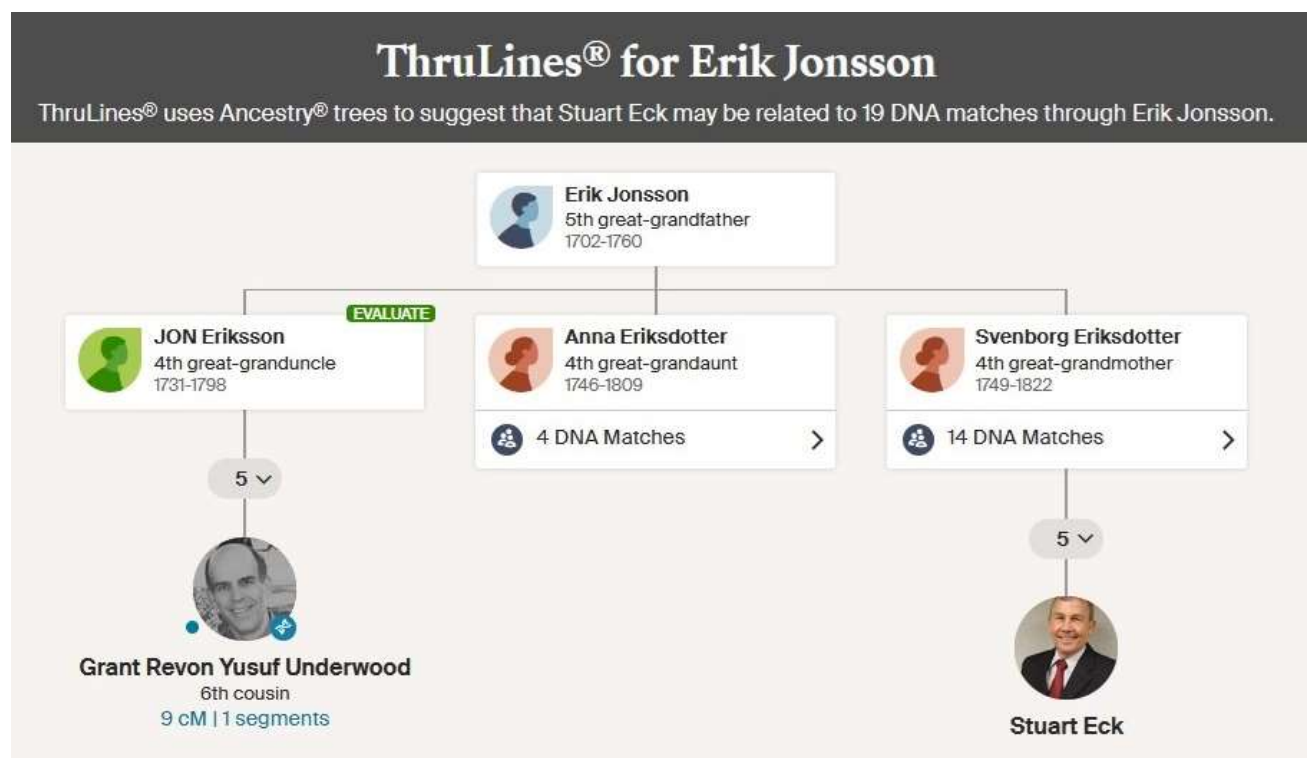 ThruLines® for Erik Jonsson
ThruLines® uses Ancestry® trees to suggest that Stuart Eck may be related to 19 DNA matches through Erik Jonsson.
Erik Jonsson
5th great-grandfather
1702-1760
EVALUATE
JON Eriksson
4th great-granduncle
1731-1798
Anna Eriksdotter
4th great-grandaunt
1746-1809
4 DNA Matches
Svenborg Eriksdotter
4th great-grandmother
1749-1822
14 DNA Matches
5
Grant Revon Yusuf Underwood
6th cousin
9 cM | 1 segments
5
Stuart Eck